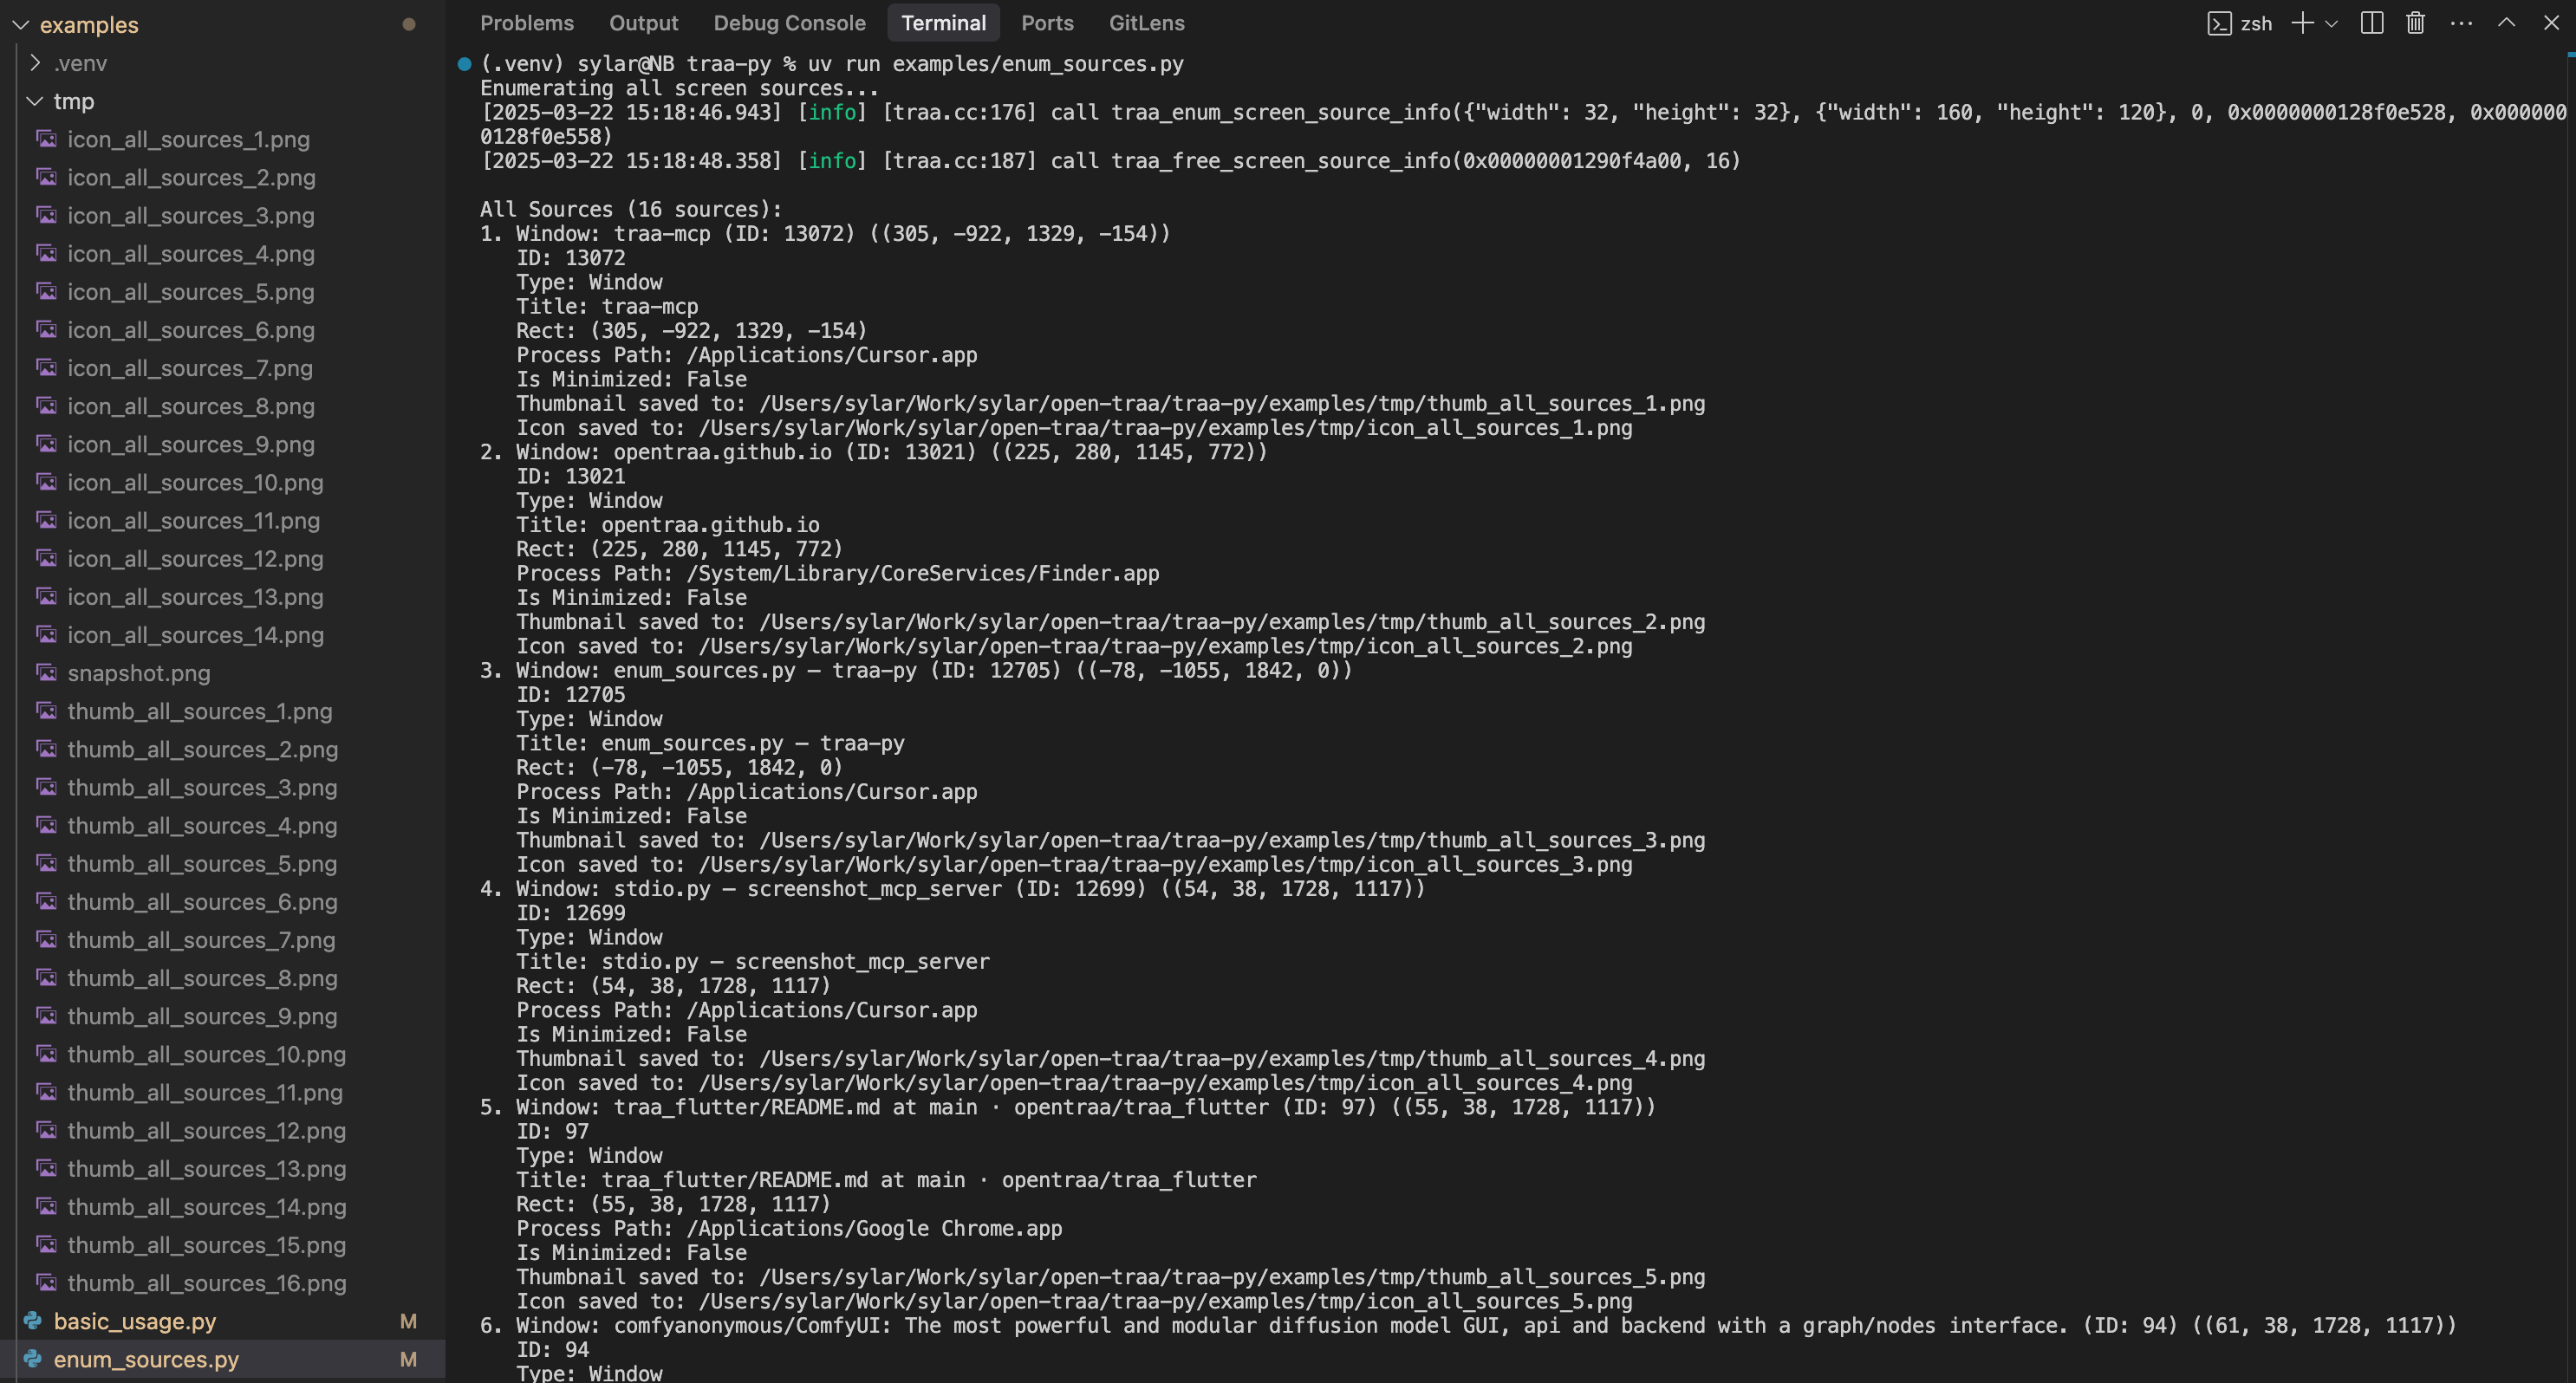 examples
.venv
tmp
icon_all_sources_1.png
icon_all_sources_2.png
icon_all_sources_3.png
icon_all_sources_4.png
icon_all_sources_5.png
icon_all_sources_6.png
icon_all_sources_7.png
icon_all_sources_8.png
icon_all_sources_9.png
icon_all_sources_10.png
icon_all_sources_11.png
icon_all_sources_12.png
icon_all_sources_13.png
icon_all_sources_14.png
snapshot.png
thumb_all_sources_1.png
thumb_all_sources_2.png
thumb_all_sources_3.png
thumb_all_sources_4.png
thumb_all_sources_5.png
thumb_all_sources_6.png
thumb_all_sources_7.png
thumb_all_sources_8.png
thumb_all_sources_9.png
thumb_all_sources_10.png
thumb_all_sources_11.png
thumb_all_sources_12.png
thumb_all_sources_13.png
thumb_all_sources_14.png
thumb_all_sources_15.png
thumb_all_sources_16.png
basic_usage.py M
enum_sources.py M
Problems Output Debug Console Terminal Ports GitLens zsh
(.venv) sylar@NB traa-py % uv run examples/enum_sources.py
Enumerating all screen sources...
[2025-03-22 15:18:46.943] [info] [traa.cc:176] call traa_enum_screen_source_info({"width": 32, "height": 32}, {"width": 160, "height": 120}, 0, 0x0000000128f0e528, 0x000000
0128f0e558)
[2025-03-22 15:18:48.358] [info] [traa.cc:187] call traa_free_screen_source_info(0x00000001290f4a00, 16)
All Sources (16 sources):
1. Window: traa-mcp (ID: 13072) ((305, -922, 1329, -154))
ID: 13072
Type: Window
Title: traa-mcp
Rect: (305, -922, 1329, -154)
Process Path: /Applications/Cursor.app
Is Minimized: False
Thumbnail saved to: /Users/sylar/Work/sylar/open-traa/traa-py/examples/tmp/thumb_all_sources_1.png
Icon saved to: /Users/sylar/Work/sylar/open-traa/traa-py/examples/tmp/icon_all_sources_1.png
2. Window: opentraa.github.io (ID: 13021) ((225, 280, 1145, 772))
ID: 13021
Type: Window
Title: opentraa.github.io
Rect: (225, 280, 1145, 772)
Process Path: /System/Library/CoreServices/Finder.app
Is Minimized: False
Thumbnail saved to: /Users/sylar/Work/sylar/open-traa/traa-py/examples/tmp/thumb_all_sources_2.png
Icon saved to: /Users/sylar/Work/sylar/open-traa/traa-py/examples/tmp/icon_all_sources_2.png
3. Window: enum_sources.py — traa-py (ID: 12705) ((-78, -1055, 1842, 0))
ID: 12705
Type: Window
Title: enum_sources.py — traa-py
Rect: (-78, -1055, 1842, 0)
Process Path: /Applications/Cursor.app
Is Minimized: False
Thumbnail saved to: /Users/sylar/Work/sylar/open-traa/traa-py/examples/tmp/thumb_all_sources_3.png
Icon saved to: /Users/sylar/Work/sylar/open-traa/traa-py/examples/tmp/icon_all_sources_3.png
4. Window: stdio.py — screenshot_mcp_server (ID: 12699) ((54, 38, 1728, 1117))
ID: 12699
Type: Window
Title: stdio.py — screenshot_mcp_server
Rect: (54, 38, 1728, 1117)
Process Path: /Applications/Cursor.app
Is Minimized: False
Thumbnail saved to: /Users/sylar/Work/sylar/open-traa/traa-py/examples/tmp/thumb_all_sources_4.png
Icon saved to: /Users/sylar/Work/sylar/open-traa/traa-py/examples/tmp/icon_all_sources_4.png
5. Window: traa_flutter/README.md at main · opentraa/traa_flutter (ID: 97) ((55, 38, 1728, 1117))
ID: 97
Type: Window
Title: traa_flutter/README.md at main · opentraa/traa_flutter
Rect: (55, 38, 1728, 1117)
Process Path: /Applications/Google Chrome.app
Is Minimized: False
Thumbnail saved to: /Users/sylar/Work/sylar/open-traa/traa-py/examples/tmp/thumb_all_sources_5.png
Icon saved to: /Users/sylar/Work/sylar/open-traa/traa-py/examples/tmp/icon_all_sources_5.png
6. Window: comfyanonymous/ComfyUI: The most powerful and modular diffusion model GUI, api and backend with a graph/nodes interface. (ID: 94) ((61, 38, 1728, 1117))
ID: 94
Type: Window